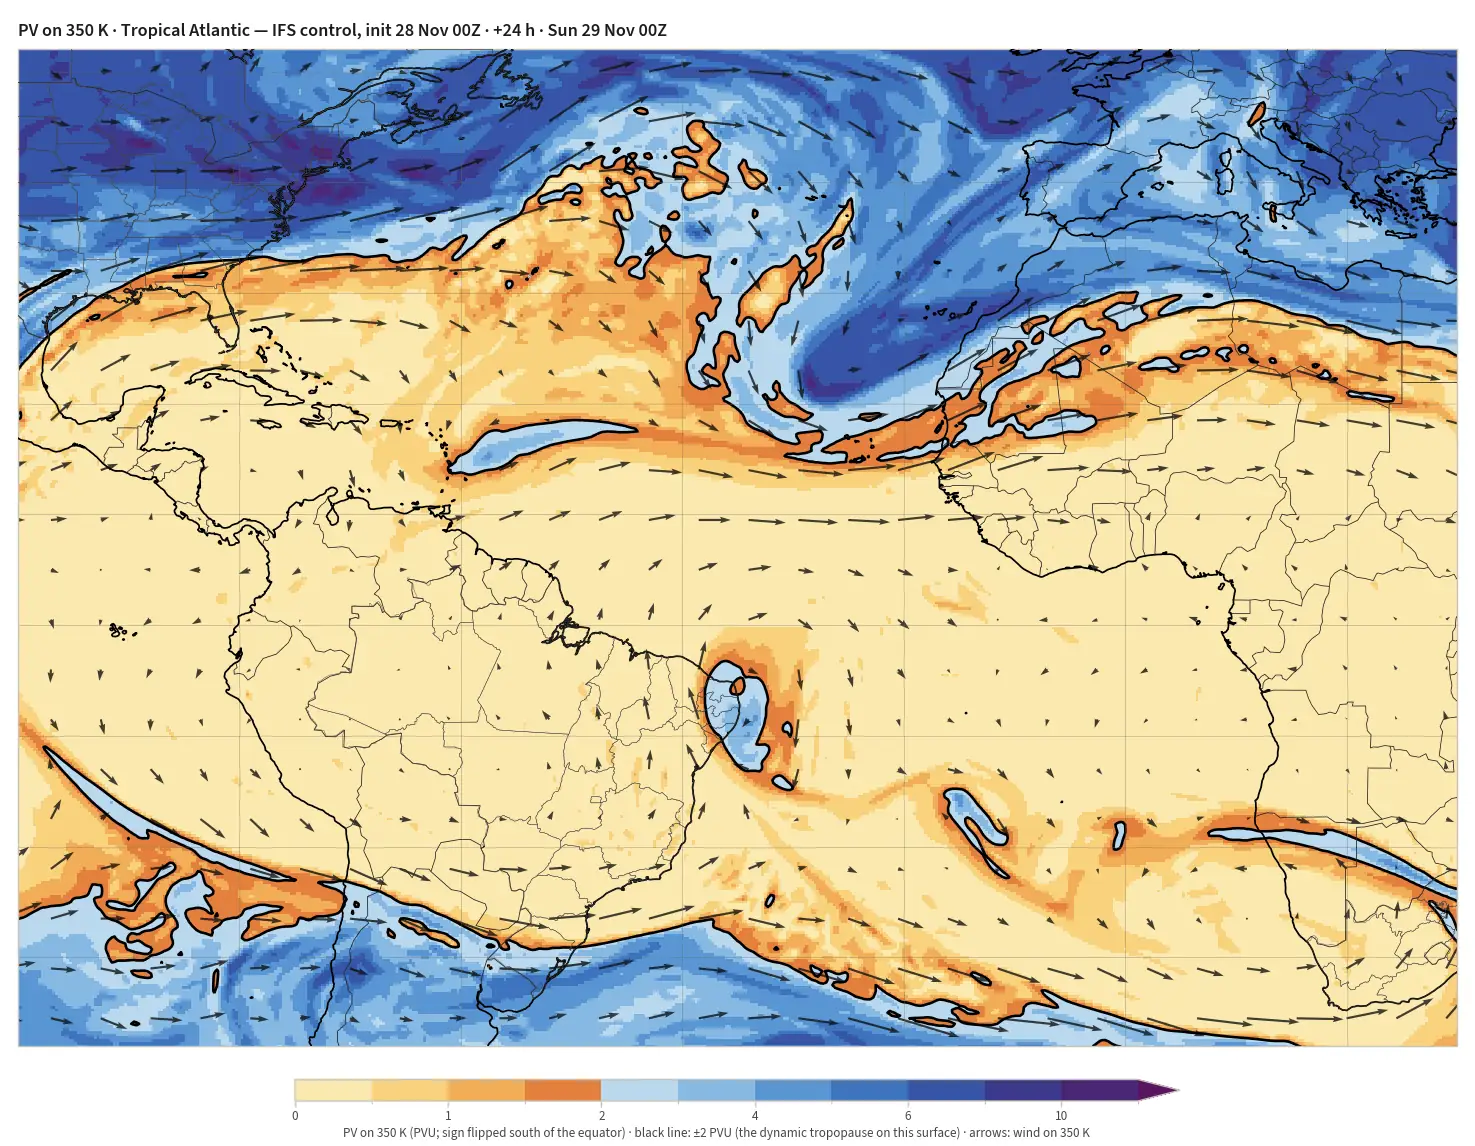 PV on 350 K · Tropical Atlantic — IFS control, init 28 Nov 00Z · +24 h · Sun 29 Nov 00Z
0 1 2 4 6 10
PV on 350 K (PVU; sign flipped south of the equator) · black line: ±2 PVU (the dynamic tropopause on this surface) · arrows: wind on 350 K